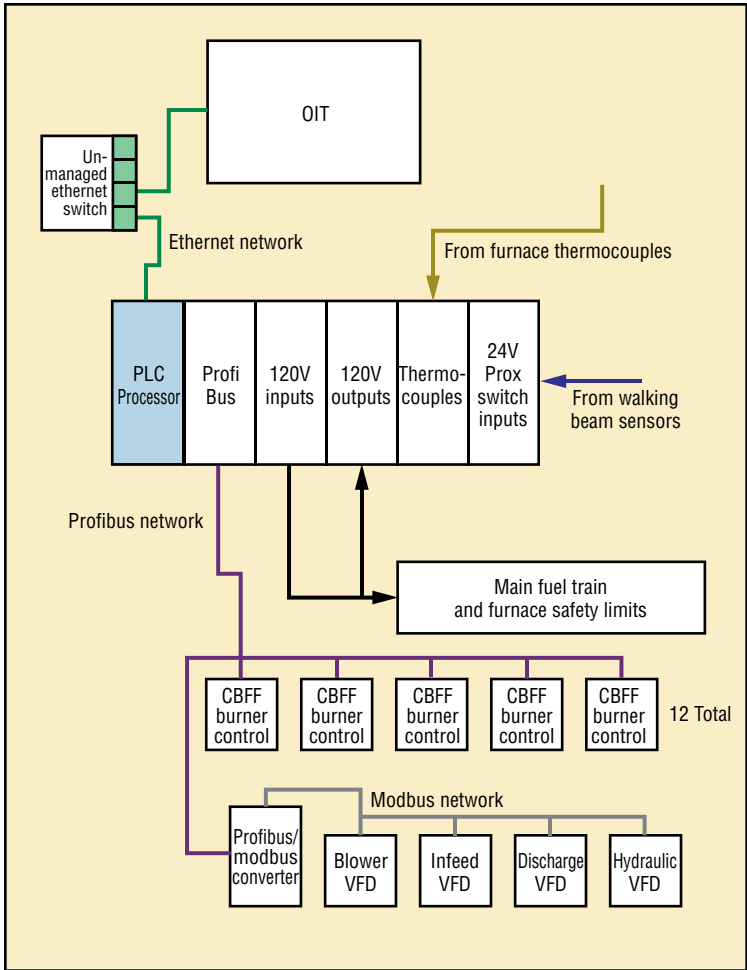 OIT
Un-
managed
ethernet
switch
Ethernet network
From furnace thermocouples
PLC
Processor
Profi
Bus
120V
inputs
120V
outputs
Thermo-
couples
24V
Prox
switch
inputs
From walking
beam sensors
Profibus network
Main fuel train
and furnace safety limits
CBFF
burner
control
CBFF
burner
control
CBFF
burner
control
CBFF
burner
control
CBFF
burner
control
12 Total
Modbus network
Profibus/
modbus
converter
Blower
VFD
Infeed
VFD
Discharge
VFD
Hydraulic
VFD